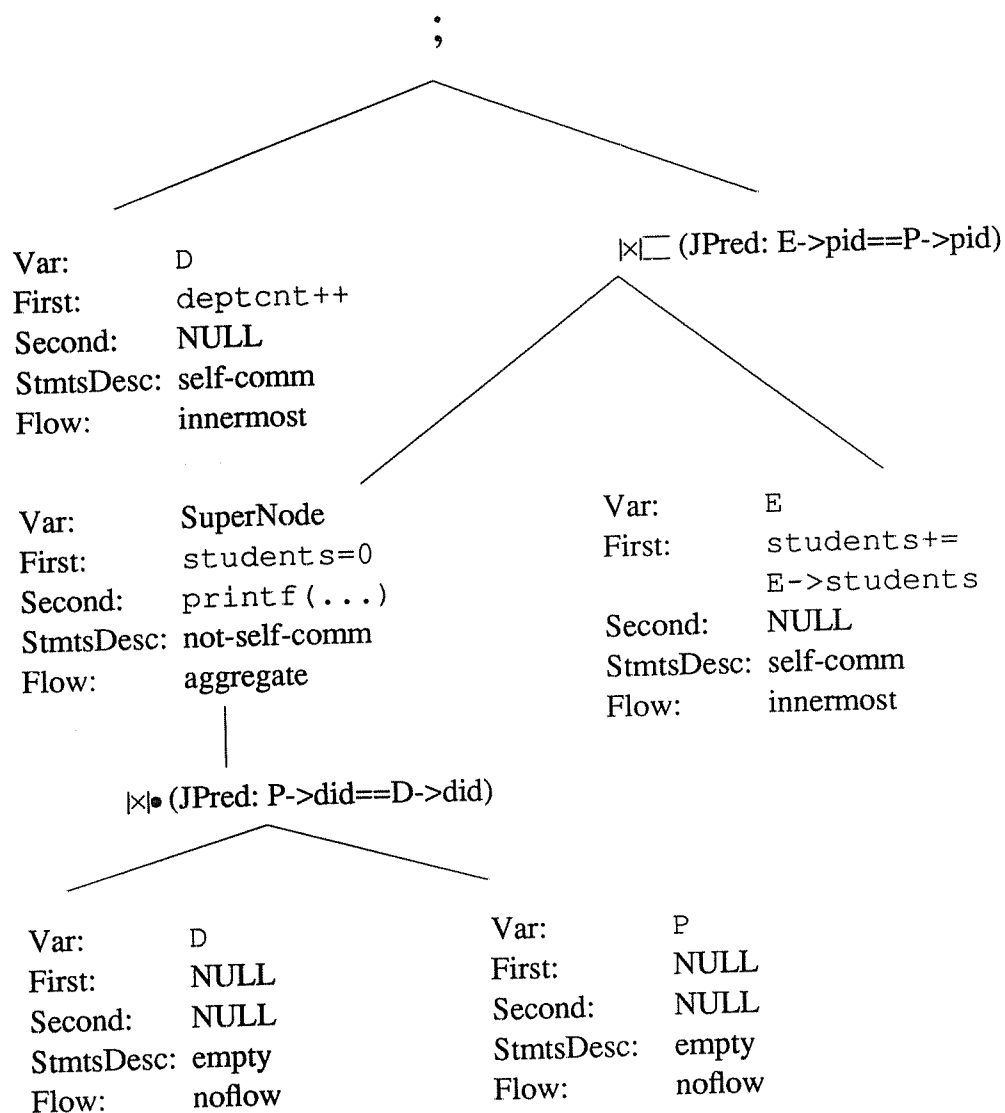 ;
⋈⊏ (JPred: E->pid==P->pid)
Var: D
First: deptcnt++
Second: NULL
StmtsDesc: self-comm
Flow: innermost
Var: SuperNode
First: students=0
Second: printf(...)
StmtsDesc: not-self-comm
Flow: aggregate
Var: E
First: students+=
E->students
Second: NULL
StmtsDesc: self-comm
Flow: innermost
|×|• (JPred: P->did==D->did)
Var: D
First: NULL
Second: NULL
StmtsDesc: empty
Flow: noflow
Var: P
First: NULL
Second: NULL
StmtsDesc: empty
Flow: noflow